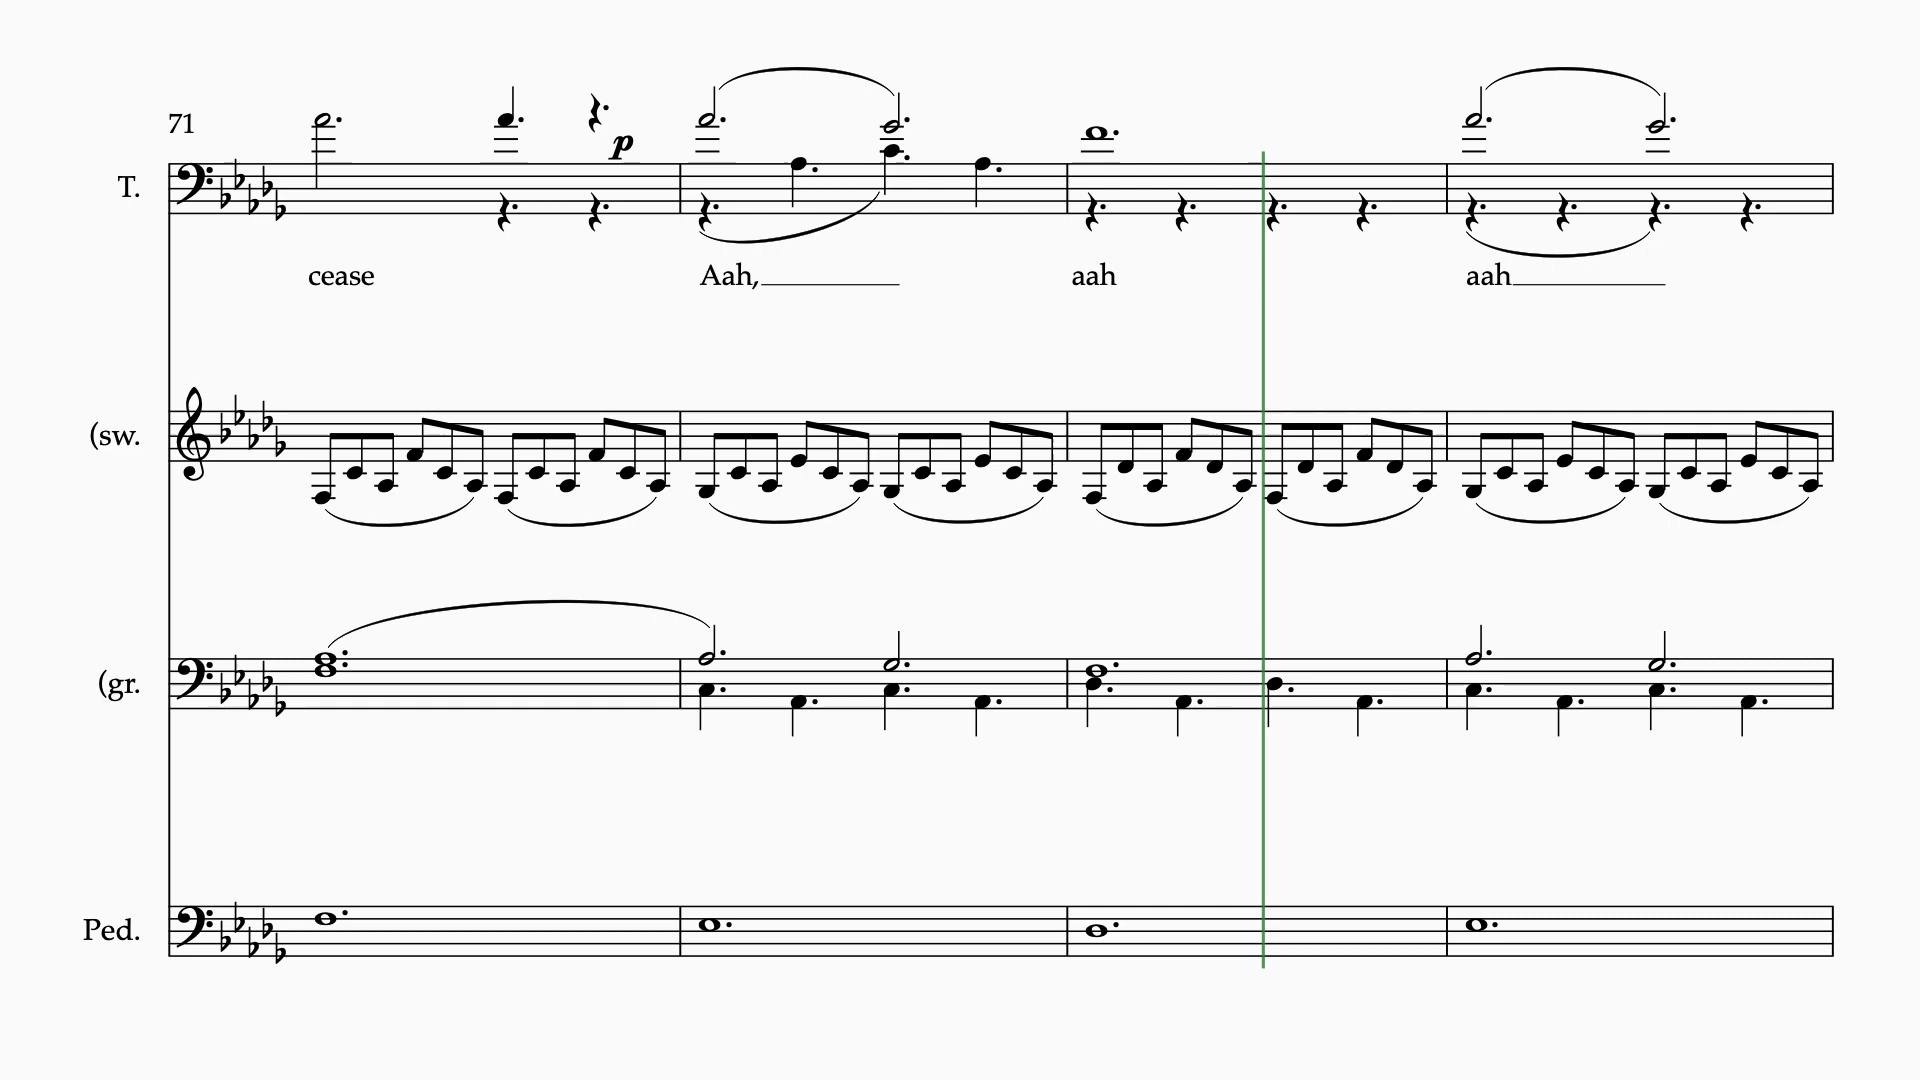 71
p
T.
cease Aah, aah aah
(sw.
(gr.
Ped.